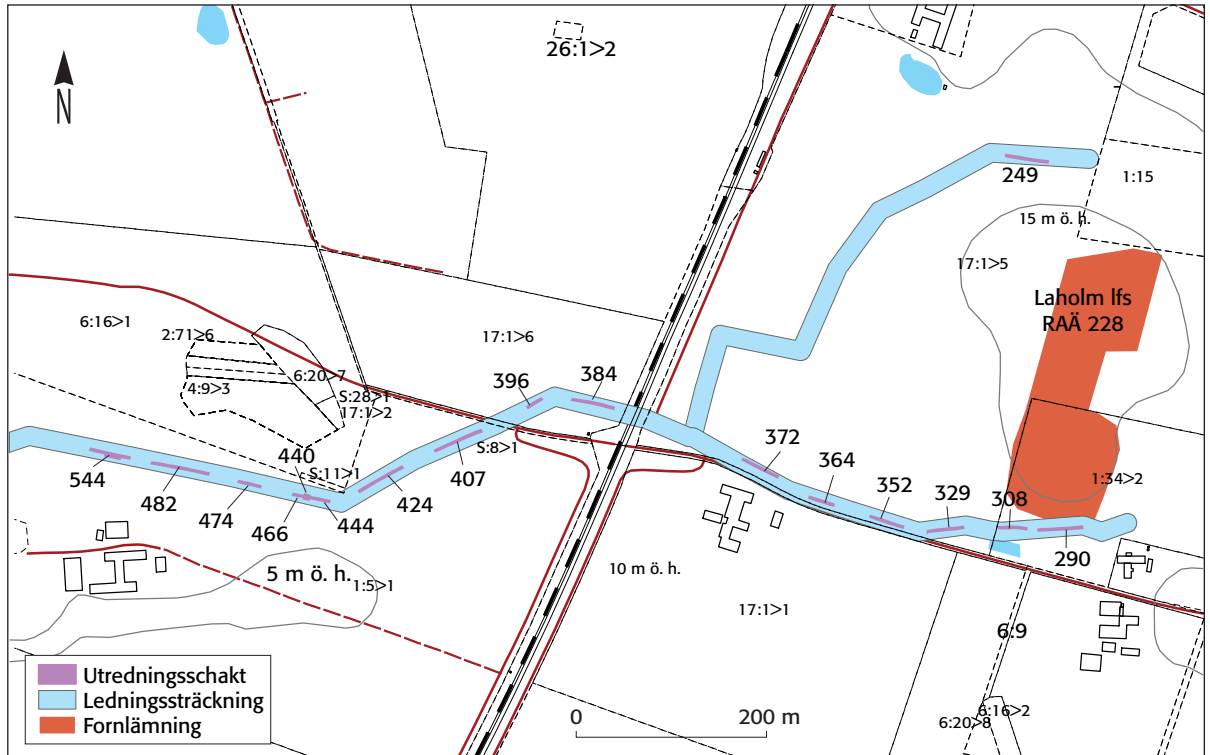 26:1>2
N
249
1:15
15 m ö. h.
17:1>5
Laholm lfs
RAÄ 228
6:16>1
2:71>6
17:1>6
6:20>7
4:9>3
S:28>1
17:1>2
396
384
440
S:11>1
S:8>1
372
544
482
474
466
444
424
407
364
352
329
308
290
1:34>2
5 m ö. h.
1:5>1
10 m ö. h.
17:1>1
6:9
6:16>2
6:20>8
Utredningsschakt
Ledningssträckning
Fornlämning
0 200 m